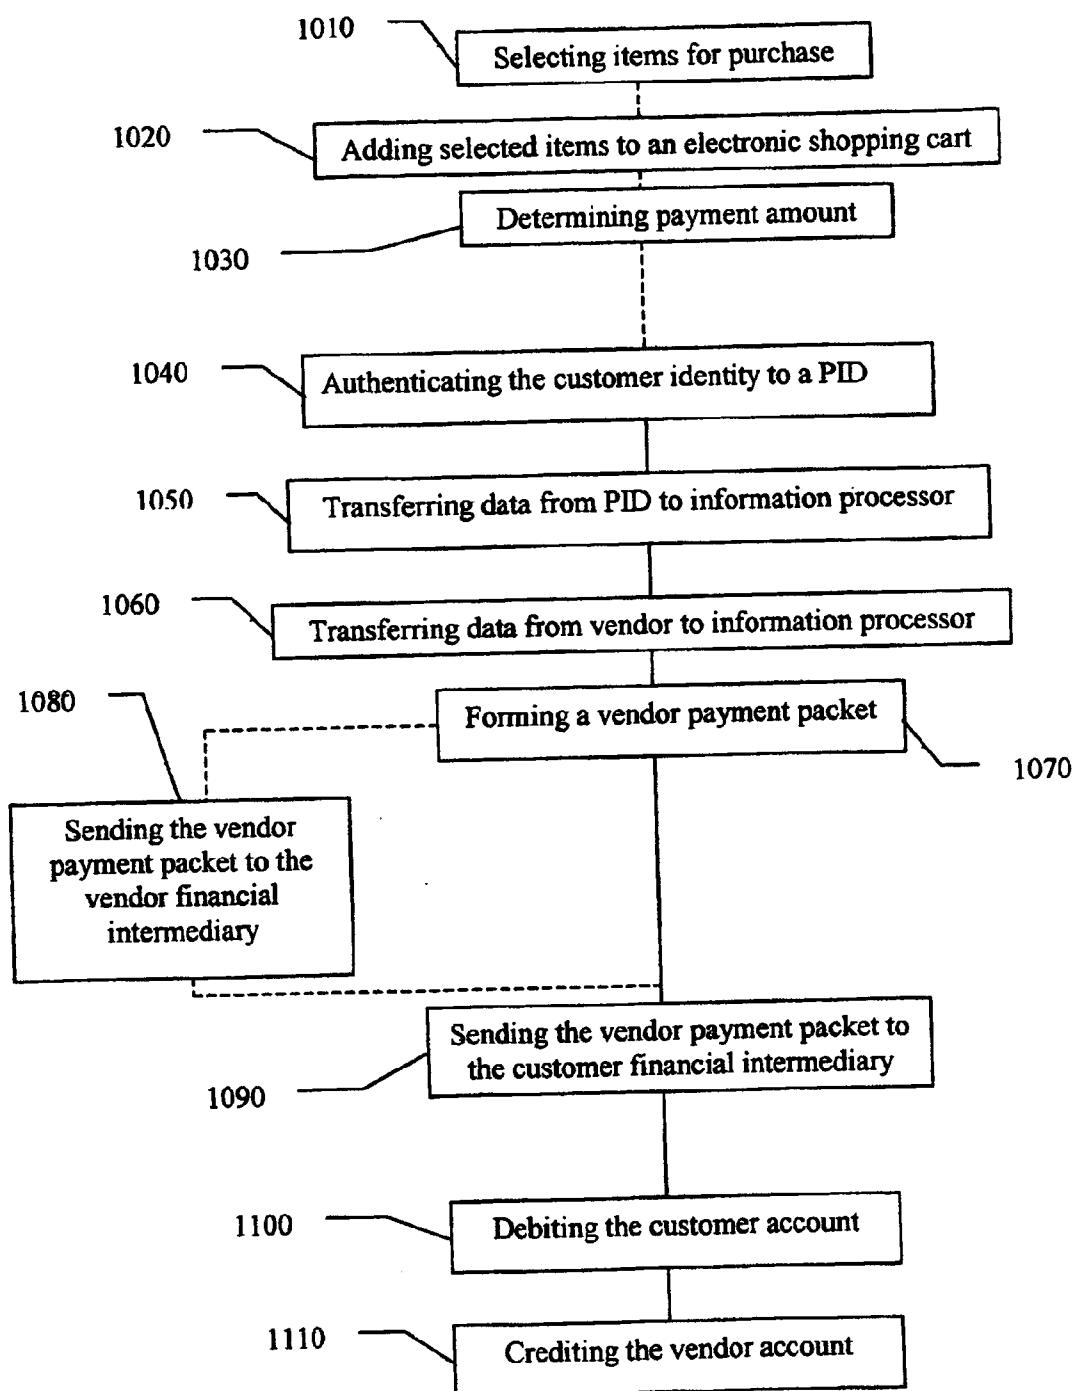 1010
Selecting items for purchase
1020
Adding selected items to an electronic shopping cart
Determining payment amount
1030
1040
Authenticating the customer identity to a PID
1050
Transferring data from PID to information processor
1060
Transferring data from vendor to information processor
1080
Forming a vendor payment packet
1070
Sending the vendor
payment packet to the
vendor financial
intermediary
Sending the vendor payment packet to
the customer financial intermediary
1090
1100
Debiting the customer account
1110
Crediting the vendor account